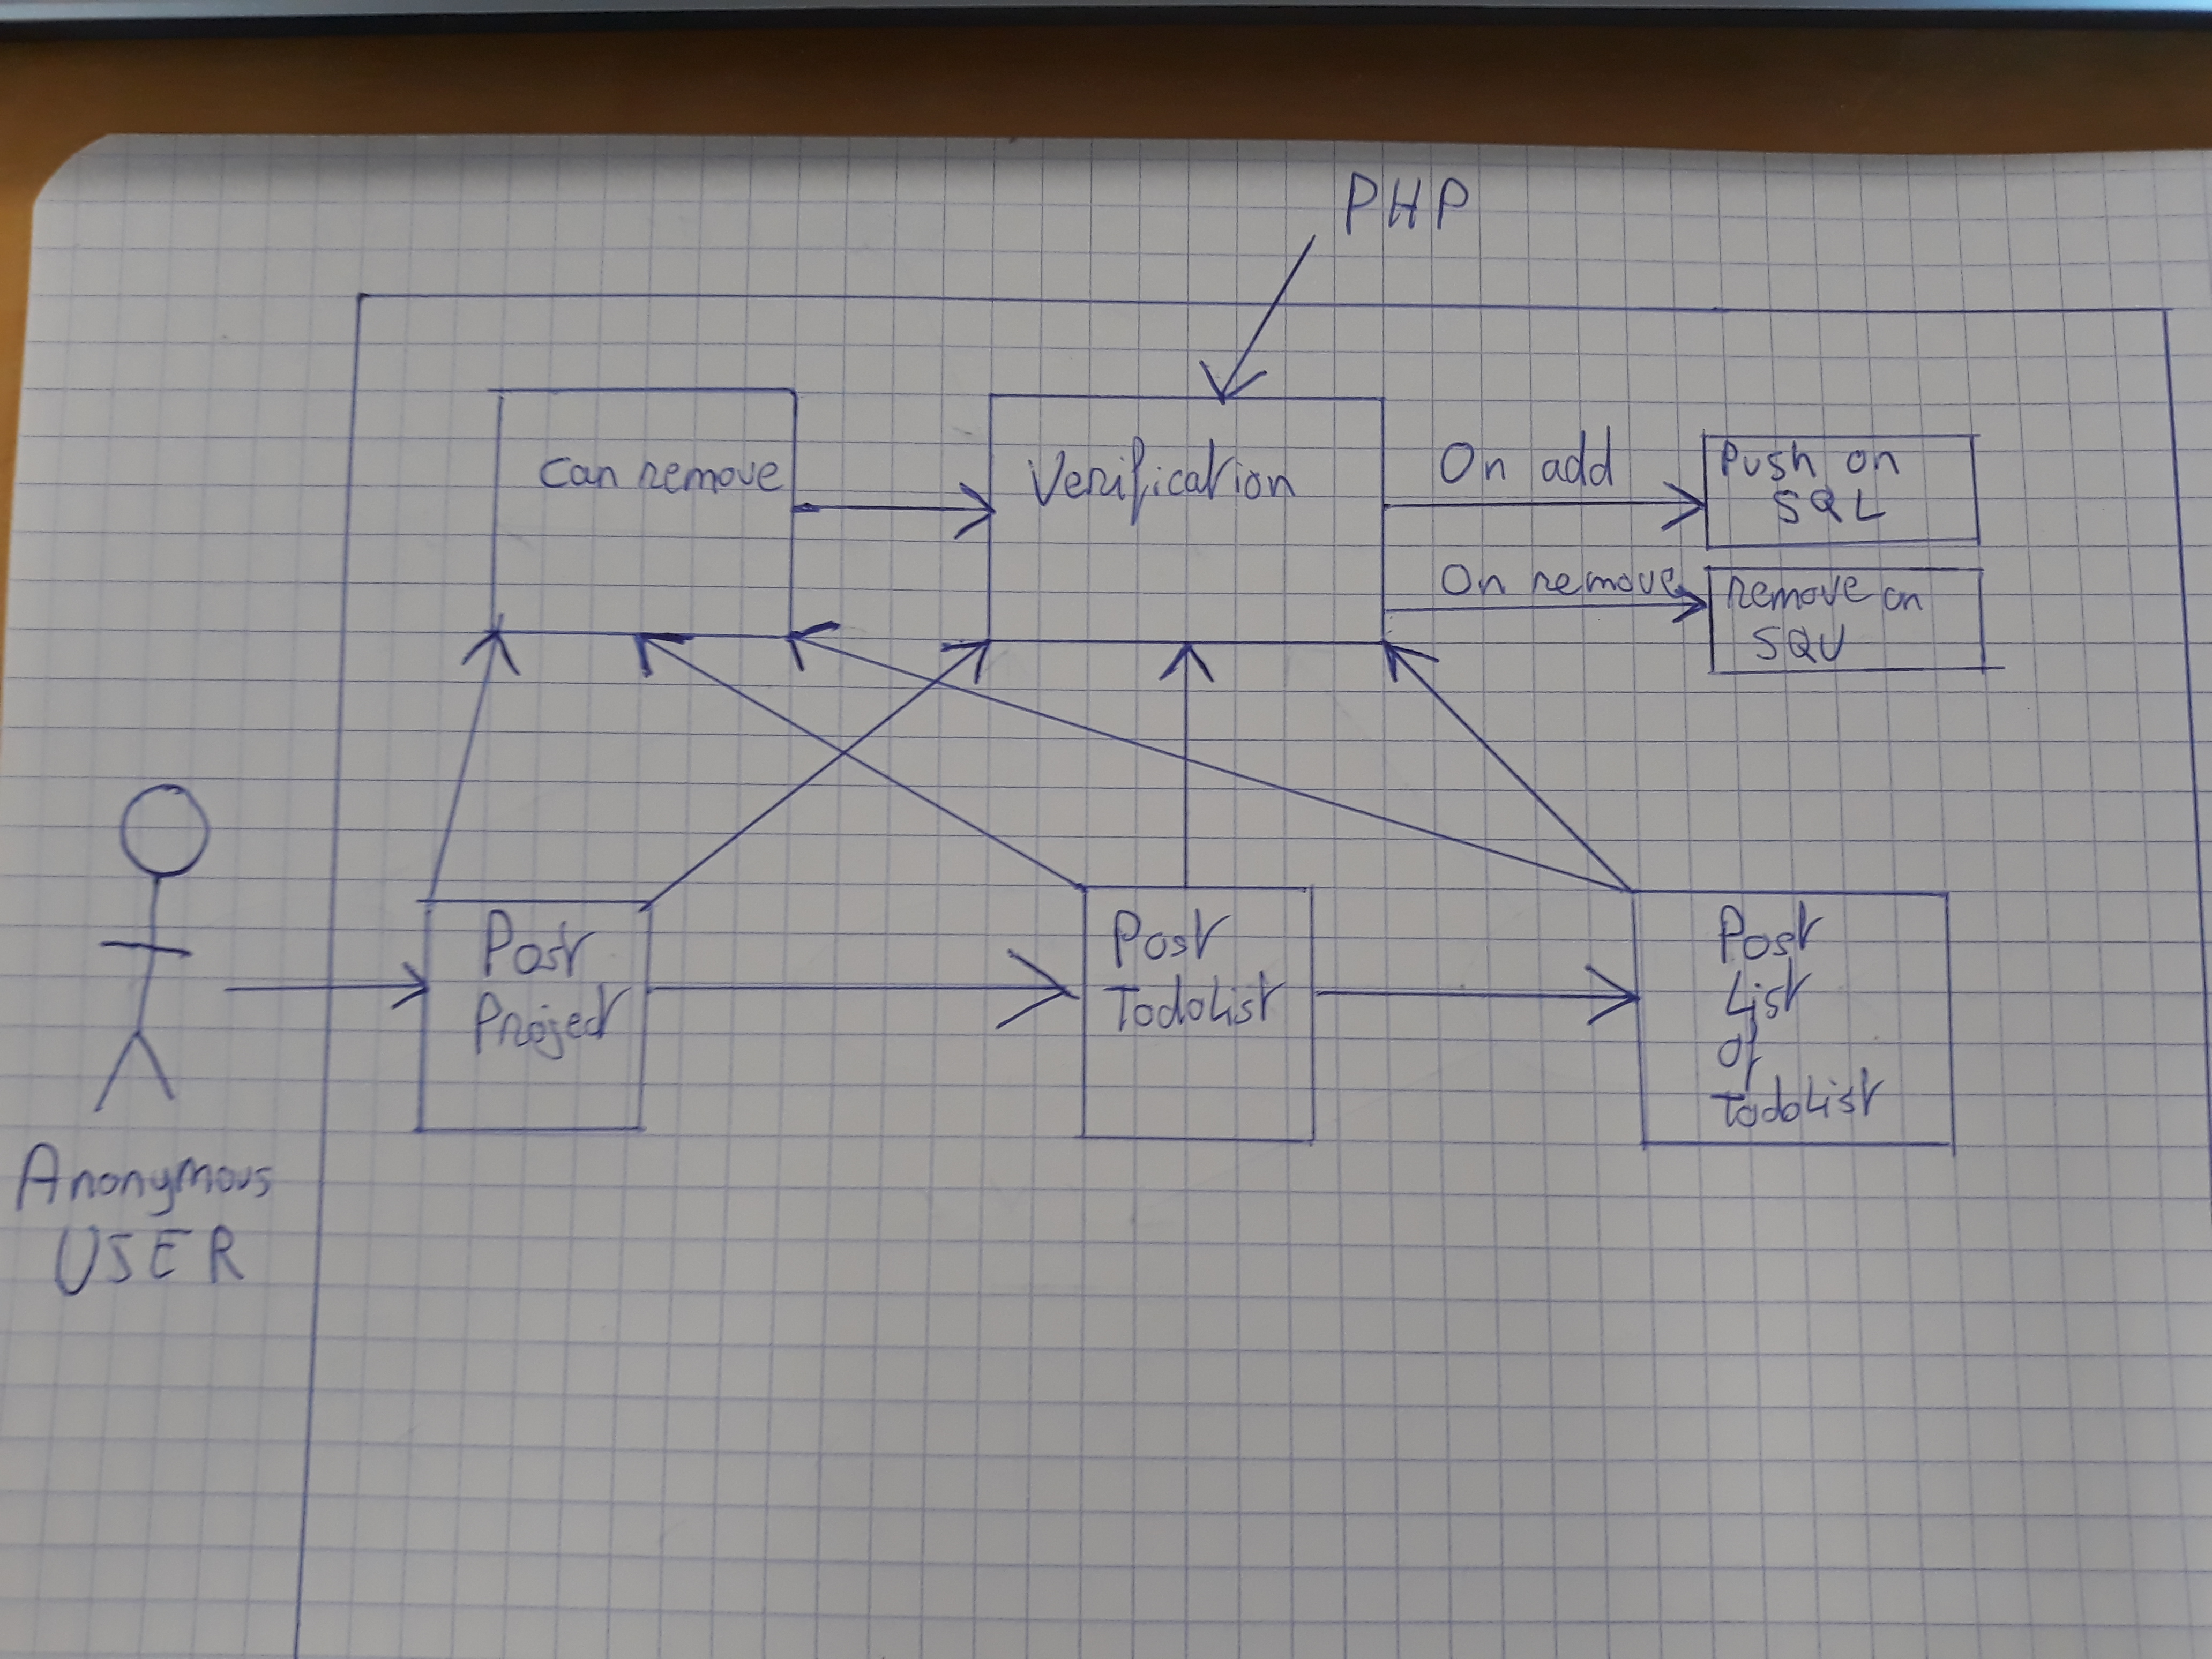 PHP
Can remove
Verification
On add
Push on
SQL
On remove
remove on
SQL
Anonymous
USER
Post
Project
Post
Todolist
Post
List
of
Todolist